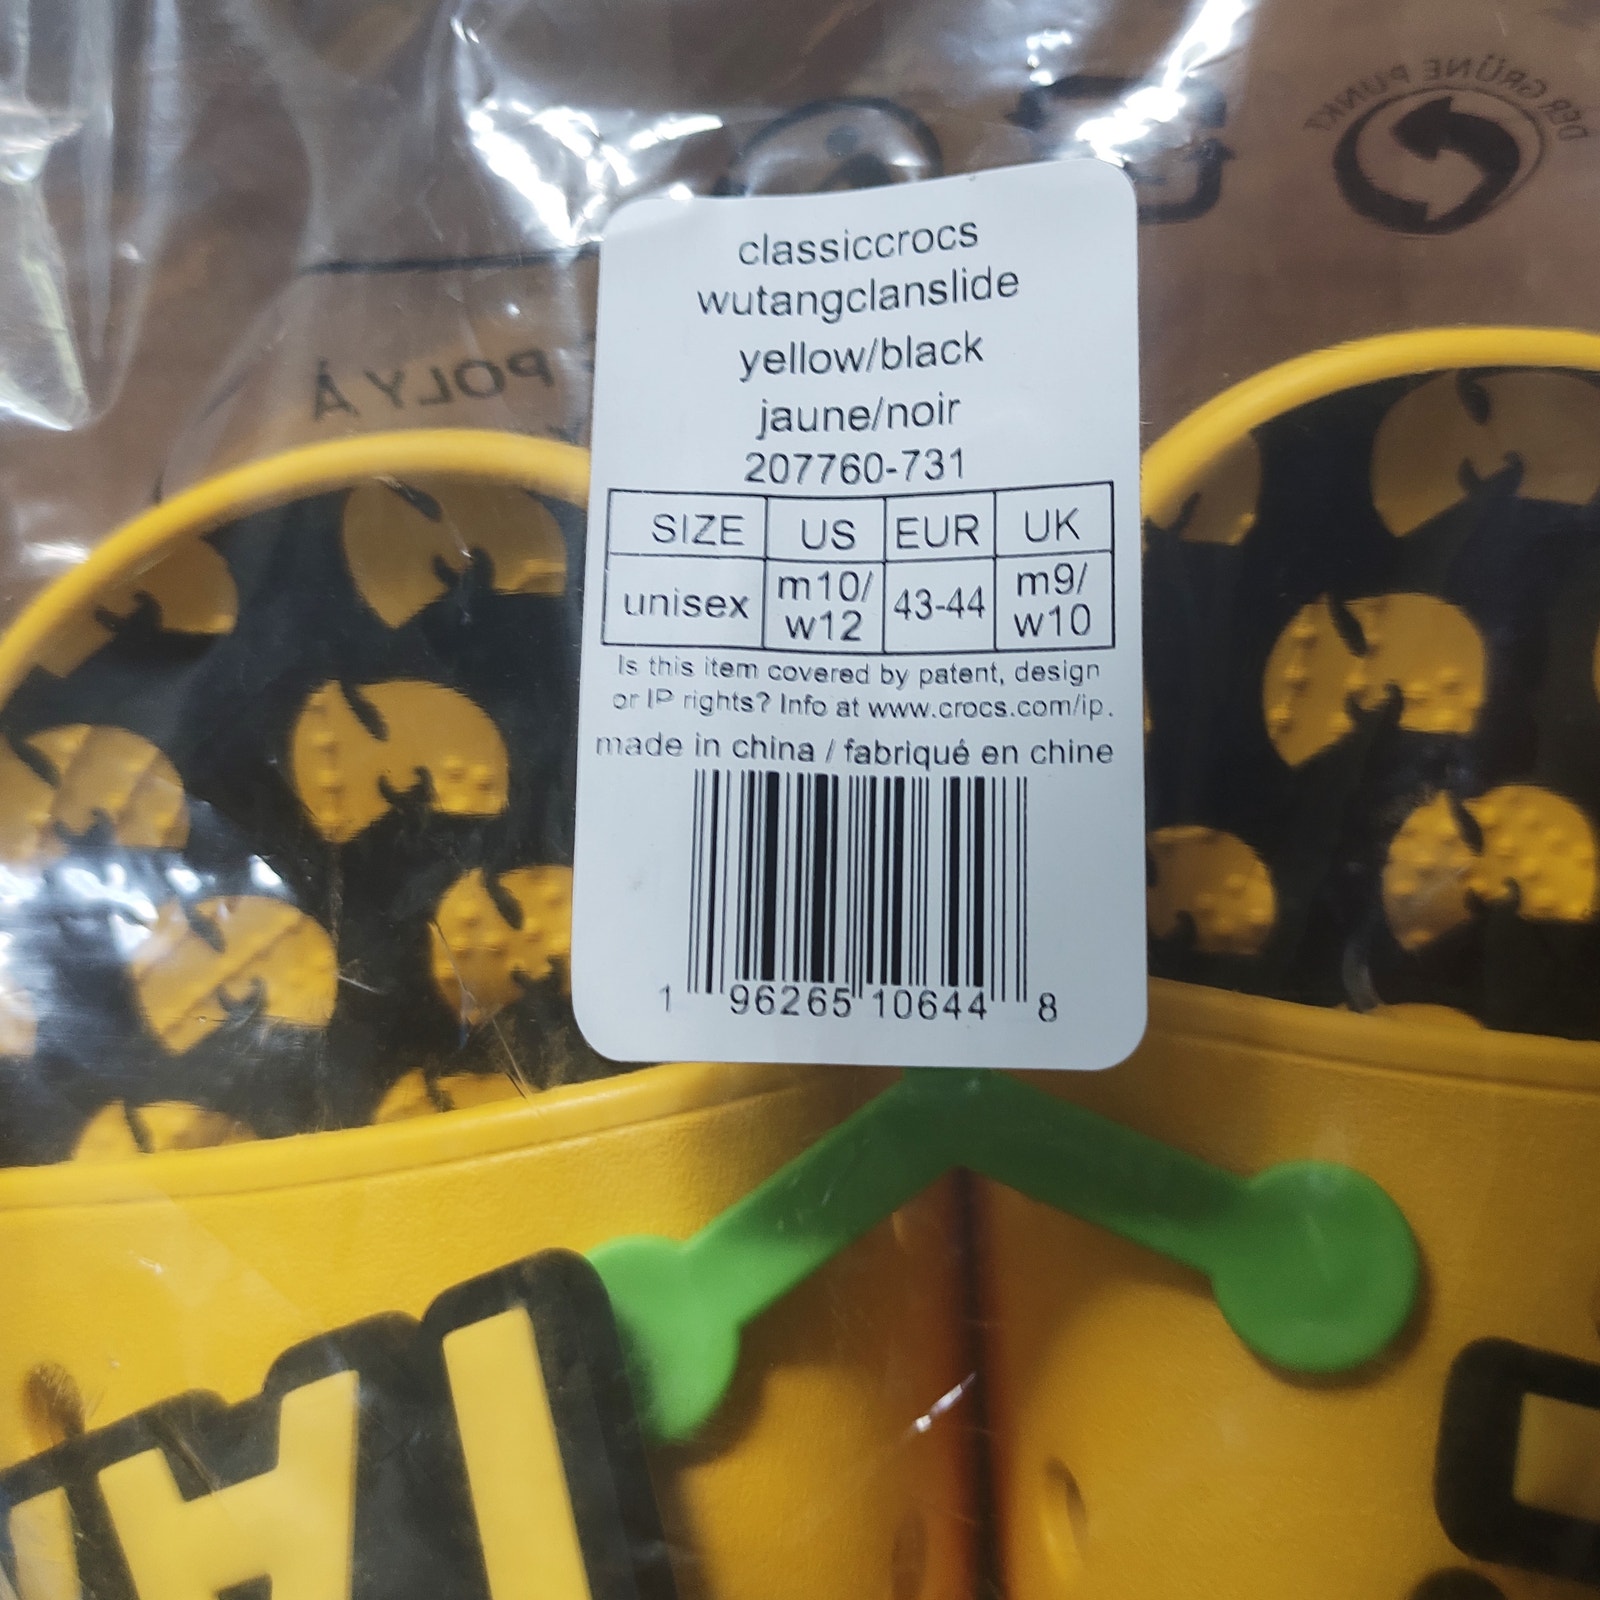 DER GRÜNE PUNKT
classiccrocs
wutangclanslide
yellow/black
jaune/noir
207760-731
SIZE US EUR UK
unisex m10/ w12 43-44 m9/ w10
Is this item covered by patent, design
or IP rights? Info at www.crocs.com/ip.
made in china / fabriqué en chine
1 96265 10644 8
POLY